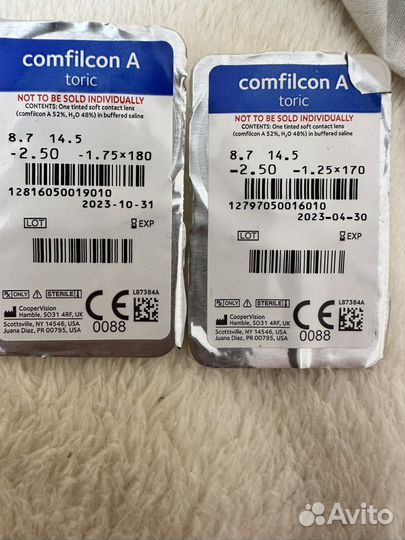 comfilcon A
toric
NOT TO BE SOLD INDIVIDUALLY
CONTENTS: One tinted soft contact lens
(comfilcon A 52%, H₂O 48%) in buffered saline
8.7 14.5
-2.50 -1.75×180
12816050019010
2023-10-31
LOT EXP
Rx ONLY STERILE
L87384A
CooperVision
Hamble, SO31 4RF, UK
Scottsville, NY 14546, USA
Juana Diaz, PR 00795, USA
CE
0088
comfilcon A
toric
NOT TO BE SOLD INDIVIDUALLY
CONTENTS: One tinted soft contact lens
(comfilcon A 52%, H₂O 48%) in buffered saline
8.7 14.5
-2.50 -1.25×170
12797050016010
2023-04-30
LOT EXP
Rx ONLY STERILE
L87384A
CooperVision
Hamble, SO31 4RF, UK
Scottsville, NY 14546, USA
Juana Diaz, PR 00795, USA
CE
0088
Avito